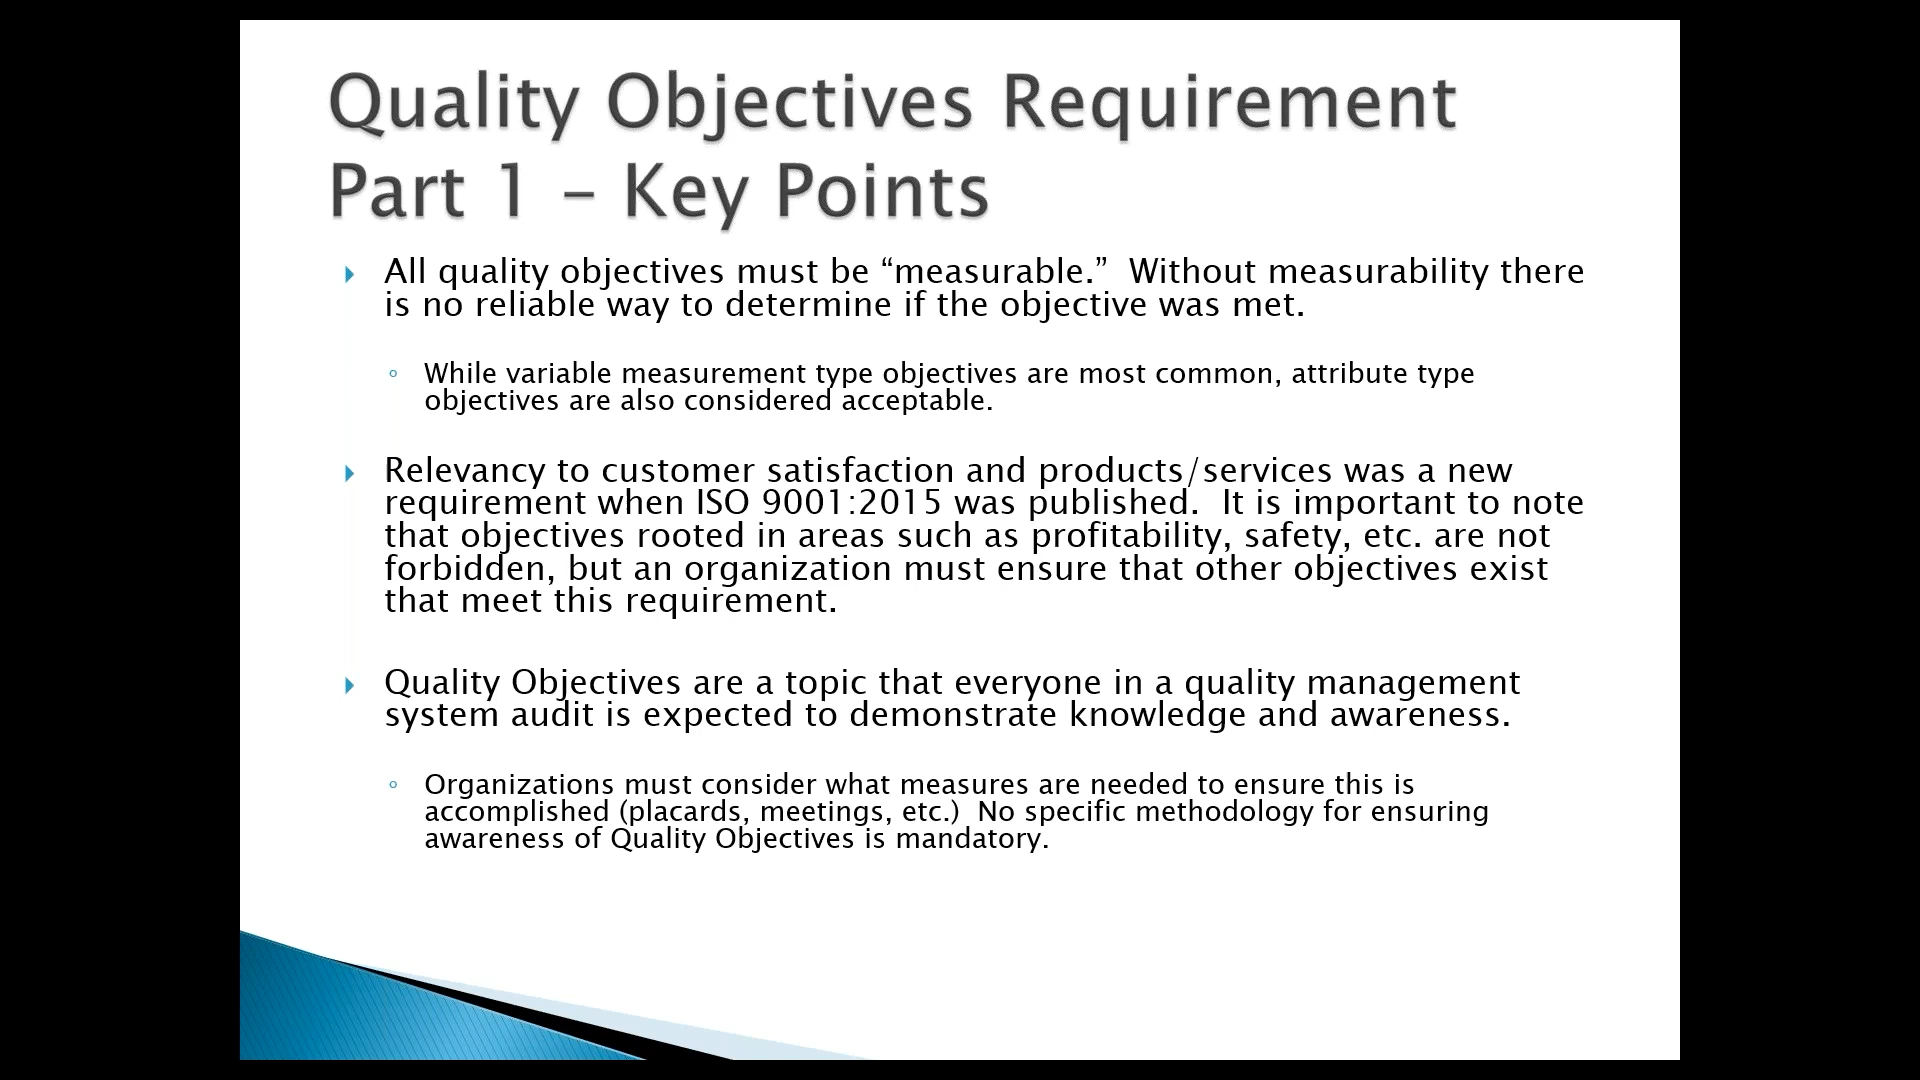 Quality Objectives Requirement
Part 1 – Key Points
All quality objectives must be “measurable.”  Without measurability there
is no reliable way to determine if the objective was met.
While variable measurement type objectives are most common, attribute type
objectives are also considered acceptable.
Relevancy to customer satisfaction and products/services was a new
requirement when ISO 9001:2015 was published.  It is important to note
that objectives rooted in areas such as profitability, safety, etc. are not
forbidden, but an organization must ensure that other objectives exist
that meet this requirement.
Quality Objectives are a topic that everyone in a quality management
system audit is expected to demonstrate knowledge and awareness.
Organizations must consider what measures are needed to ensure this is
accomplished (placards, meetings, etc.)  No specific methodology for ensuring
awareness of Quality Objectives is mandatory.